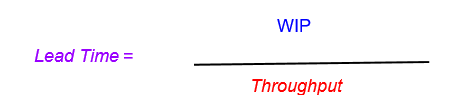 WIP
Lead Time =
Throughput